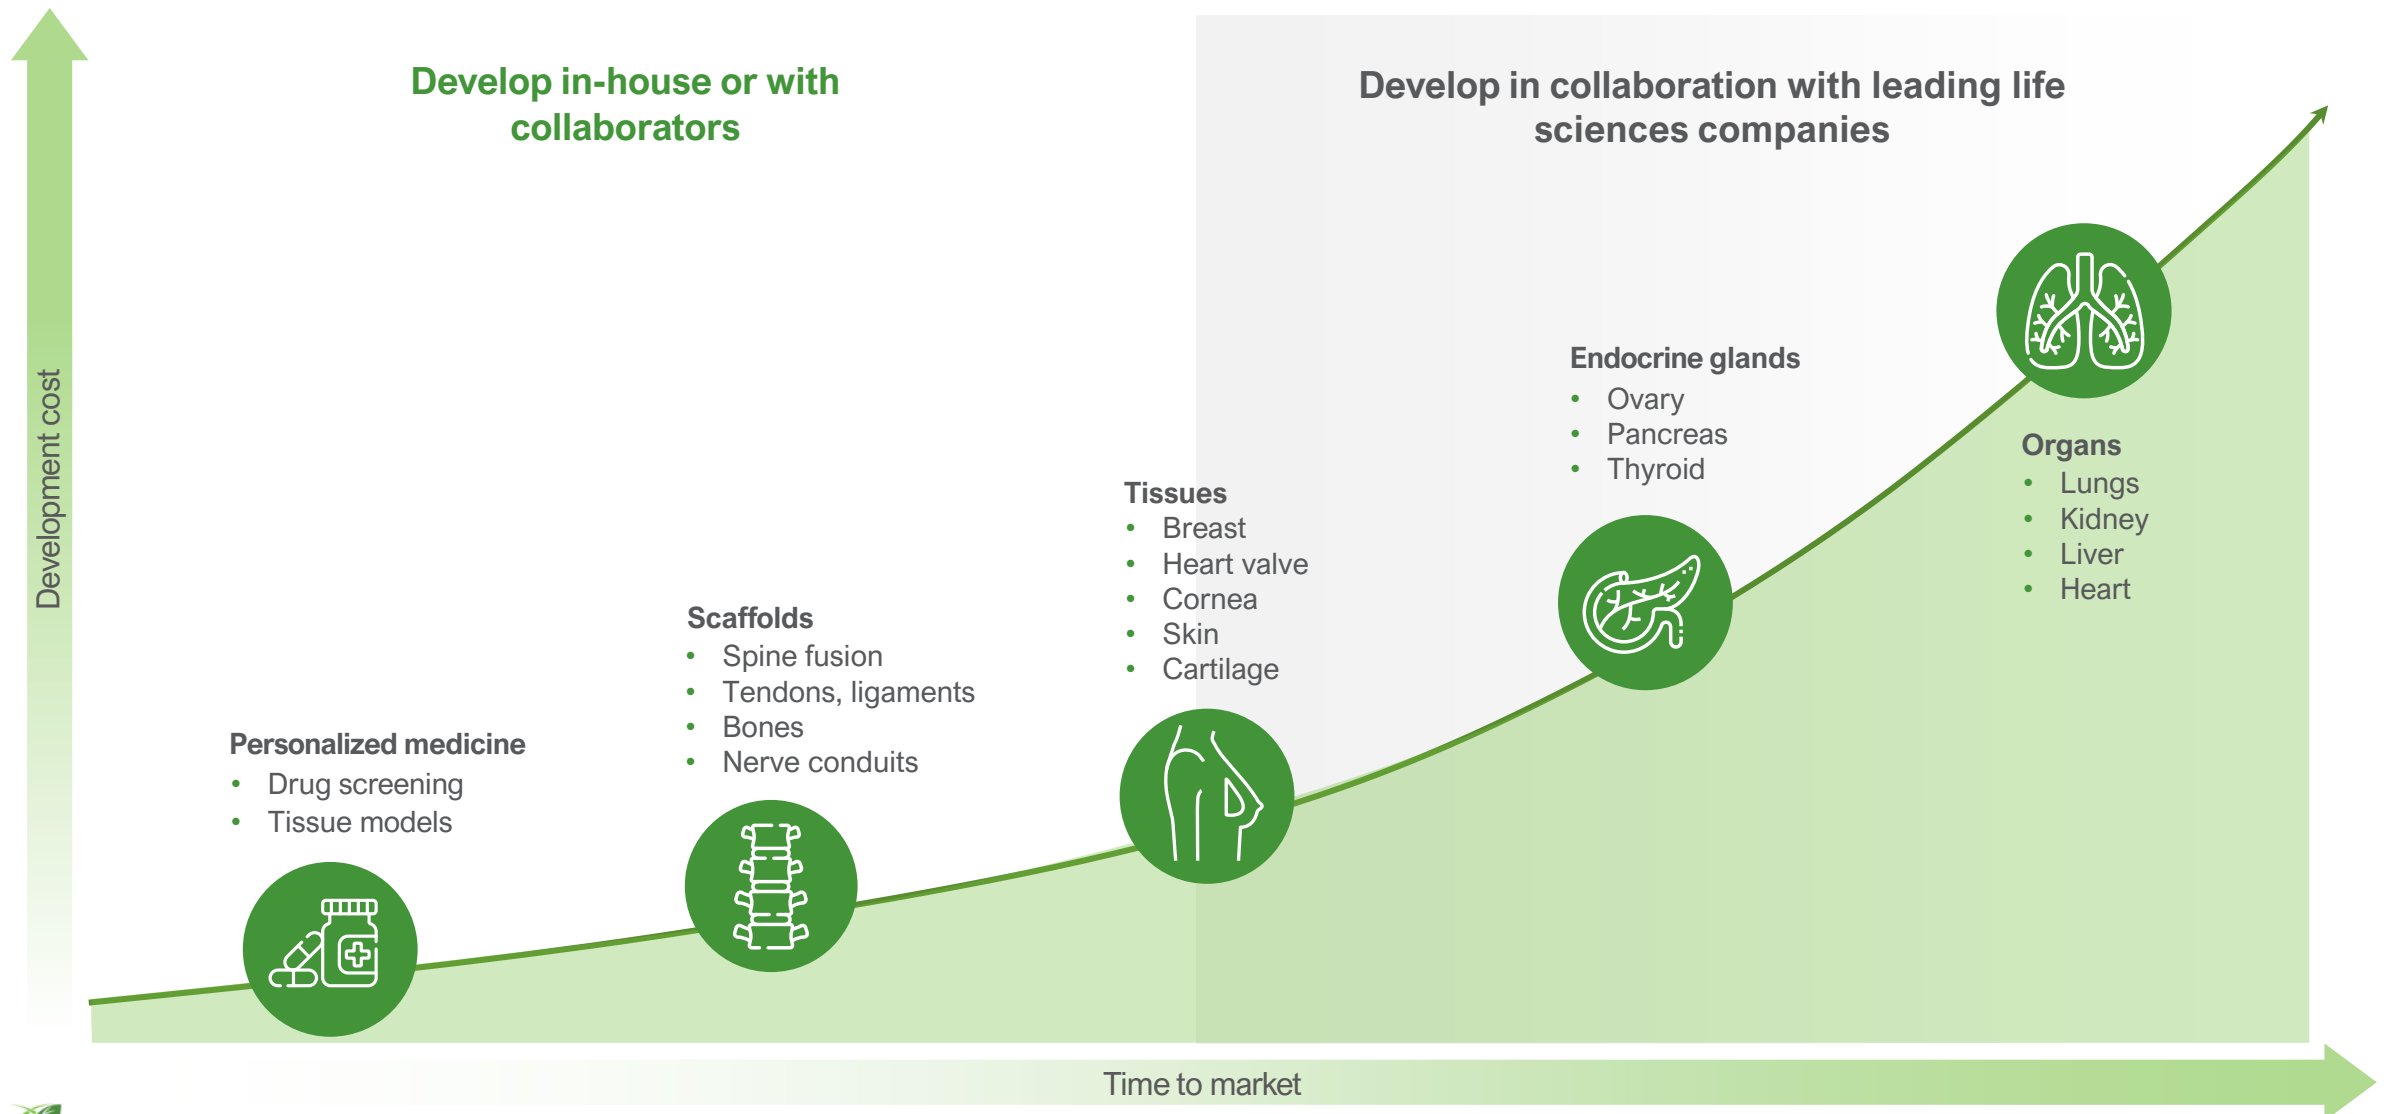 Develop in-house or with
collaborators
Develop in collaboration with leading life
sciences companies
Development cost
Personalized medicine
• Drug screening
• Tissue models
Scaffolds
• Spine fusion
• Tendons, ligaments
• Bones
• Nerve conduits
Tissues
• Breast
• Heart valve
• Cornea
• Skin
• Cartilage
Endocrine glands
• Ovary
• Pancreas
• Thyroid
Organs
• Lungs
• Kidney
• Liver
• Heart
Time to market